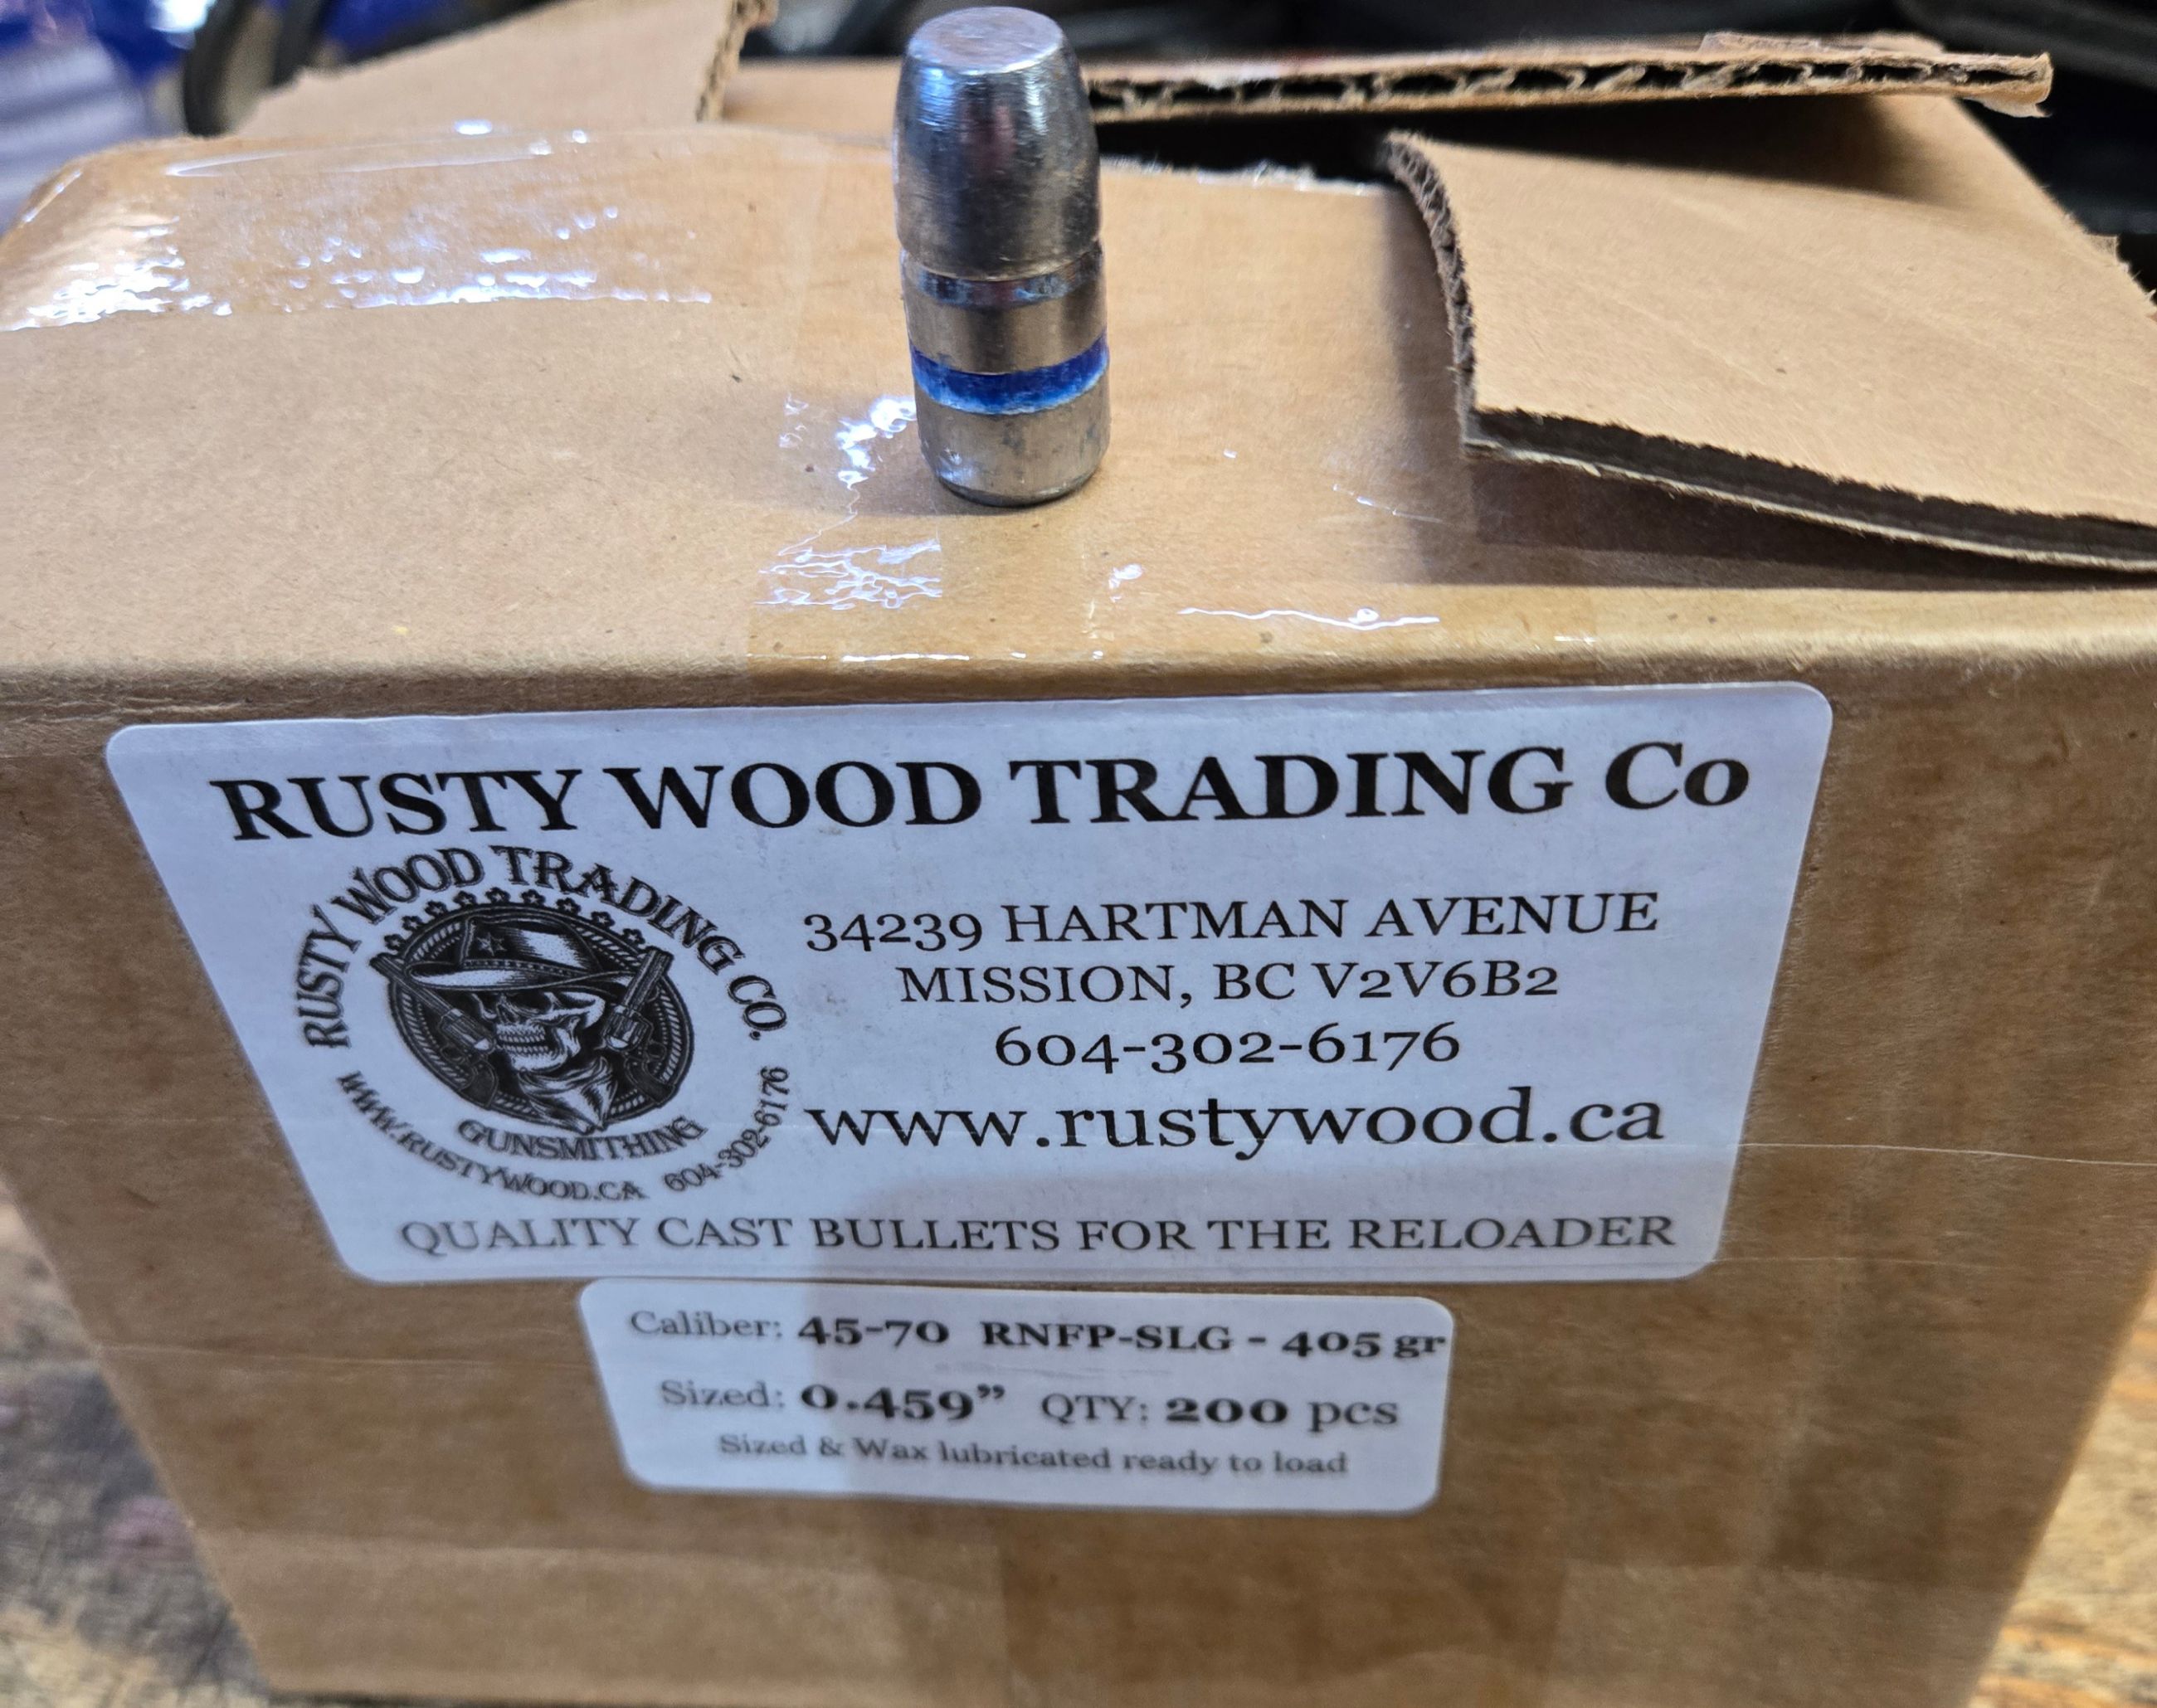 RUSTY WOOD TRADING Co
RUSTY WOOD TRADING CO.
GUNSMITHING
WWW.RUSTYWOOD.CA 604-302-6176
34239 HARTMAN AVENUE
MISSION, BC V2V6B2
604-302-6176
www.rustywood.ca
QUALITY CAST BULLETS FOR THE RELOADER
Caliber: 45-70 RNFP-SLG - 405 gr
Sized: 0.459” QTY: 200 pcs
Sized & Wax lubricated ready to load